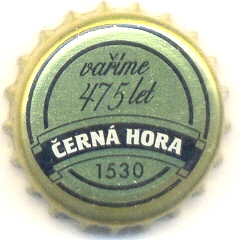 vaříme
475 let
ČERNÁ HORA
1530